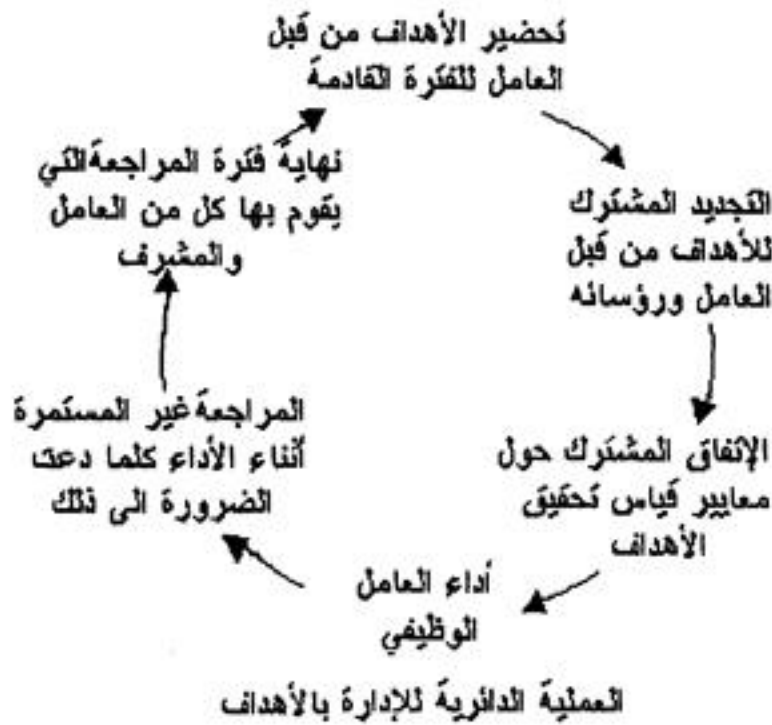 تحضير الأهداف من قبل
العامل للفترة القادمة
التجديد المشترك
للأهداف من قبل
العامل ورؤسائه
الإتفاق المشترك حول
معايير قياس تحقيق
الأهداف
أداء العامل
الوظيفي
المراجعة غير المستمرة
أثناء الأداء كلما دعت
الضرورة الى ذلك
نهاية فترة المراجعة التي
يقوم بها كل من العامل
والمشرف
العملية الدائرية للإدارة بالأهداف